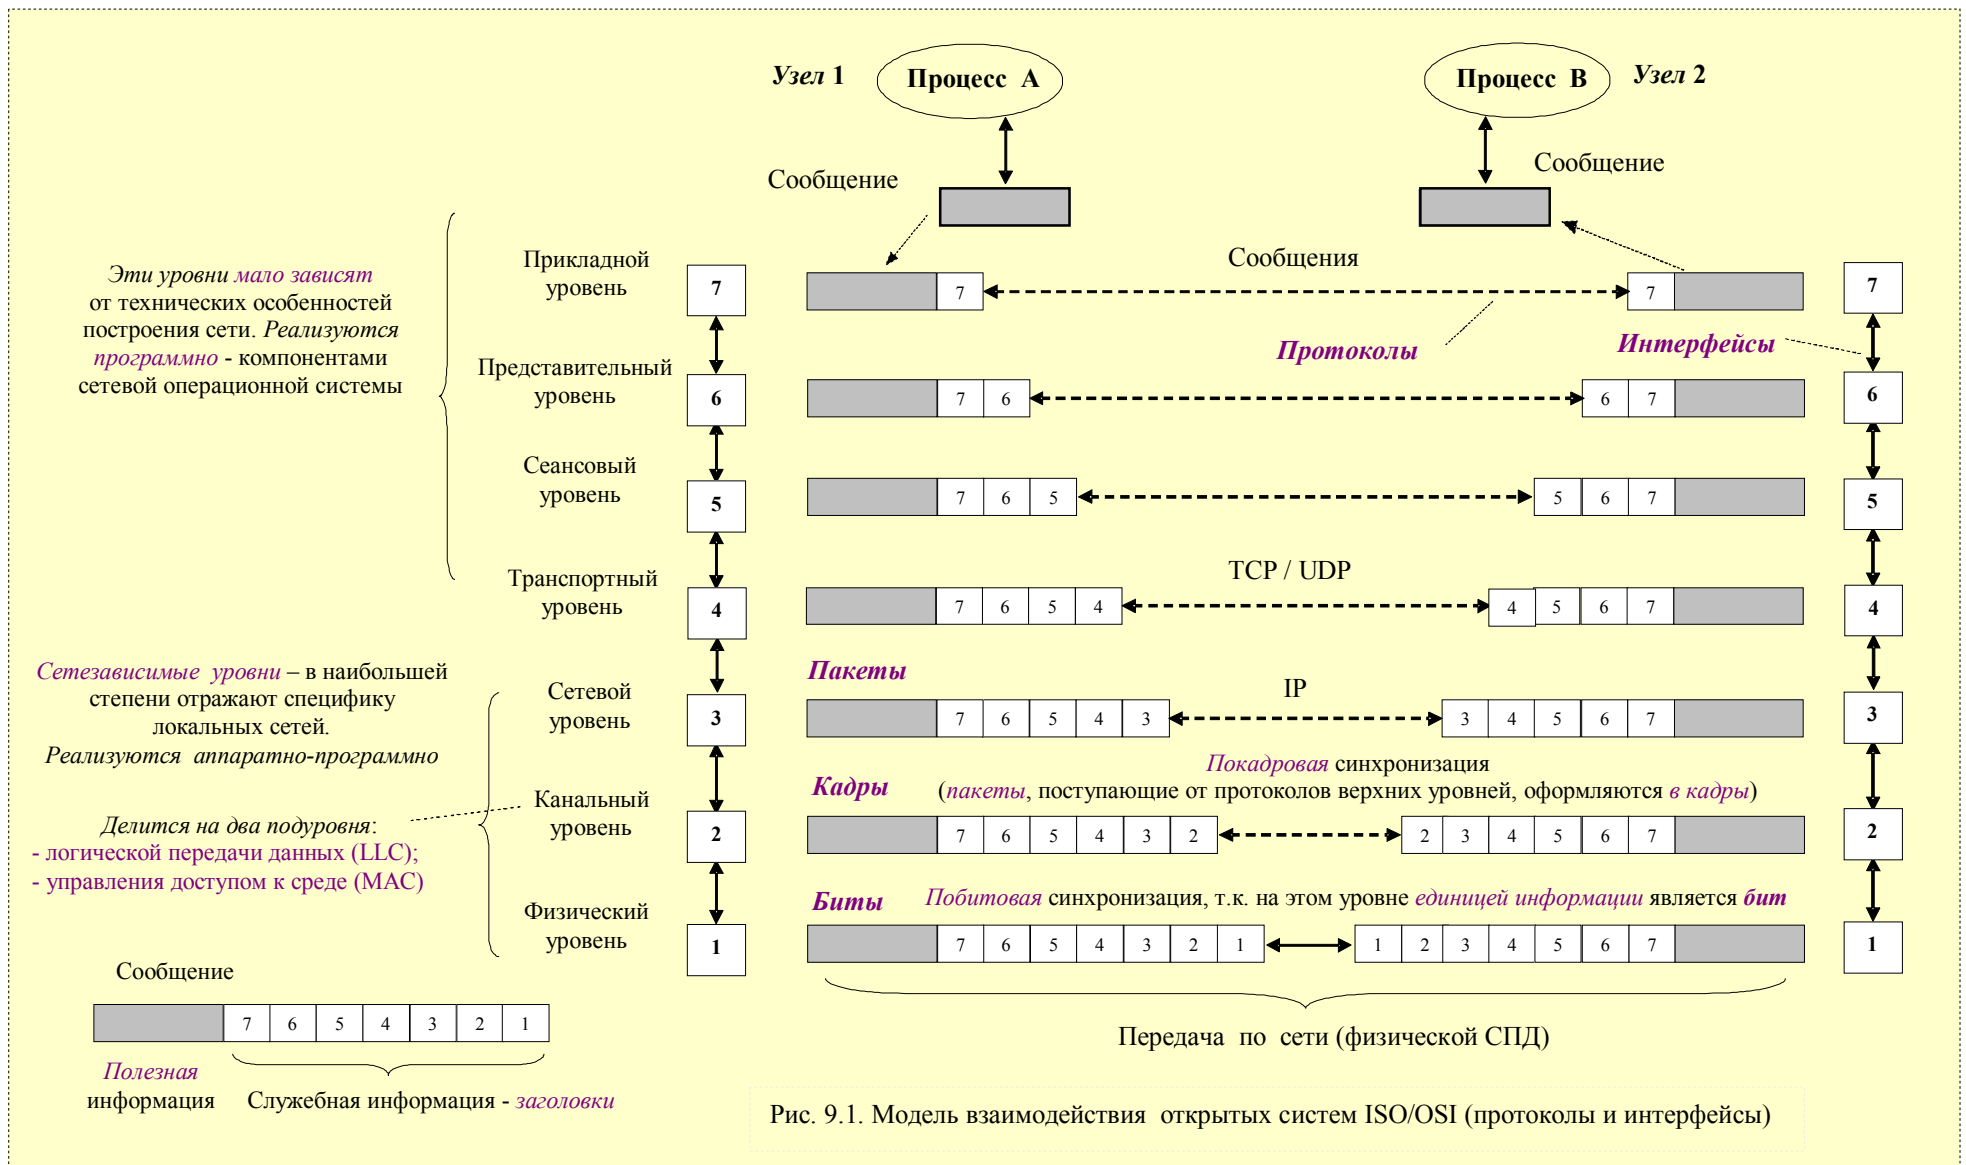 Узел 1
Процесс А
Процесс В
Узел 2
Сообщение
Сообщение
Эти уровни мало зависят
от технических особенностей
построения сети. Реализуются
программно - компонентами
сетевой операционной системы
Прикладной
уровень
7
7
Сообщения
7
7
Протоколы
Интерфейсы
Представительный
уровень
6
7 6
6 7
6
Сеансовый
уровень
5
7 6 5
5 6 7
5
Транспортный
уровень
4
TCP / UDP
7 6 5 4
4 5 6 7
4
Сетезависимые уровни – в наибольшей
степени отражают специфику
локальных сетей.
Реализуются аппаратно-программно
Сетевой
уровень
3
Пакеты
IP
7 6 5 4 3
3 4 5 6 7
3
Делится на два подуровня:
- логической передачи данных (LLC);
- управления доступом к среде (MAC)
Канальный
уровень
2
Кадры
Покадровая синхронизация
(пакеты, поступающие от протоколов верхних уровней, оформляются в кадры)
7 6 5 4 3 2
2 3 4 5 6 7
2
Физический
уровень
1
Биты
Побитовая синхронизация, т.к. на этом уровне единицей информации является бит
7 6 5 4 3 2 1
1 2 3 4 5 6 7
1
Передача по сети (физической СПД)
Сообщение
7 6 5 4 3 2 1
Полезная
информация
Служебная информация - заголовки
Рис. 9.1. Модель взаимодействия открытых систем ISO/OSI (протоколы и интерфейсы)